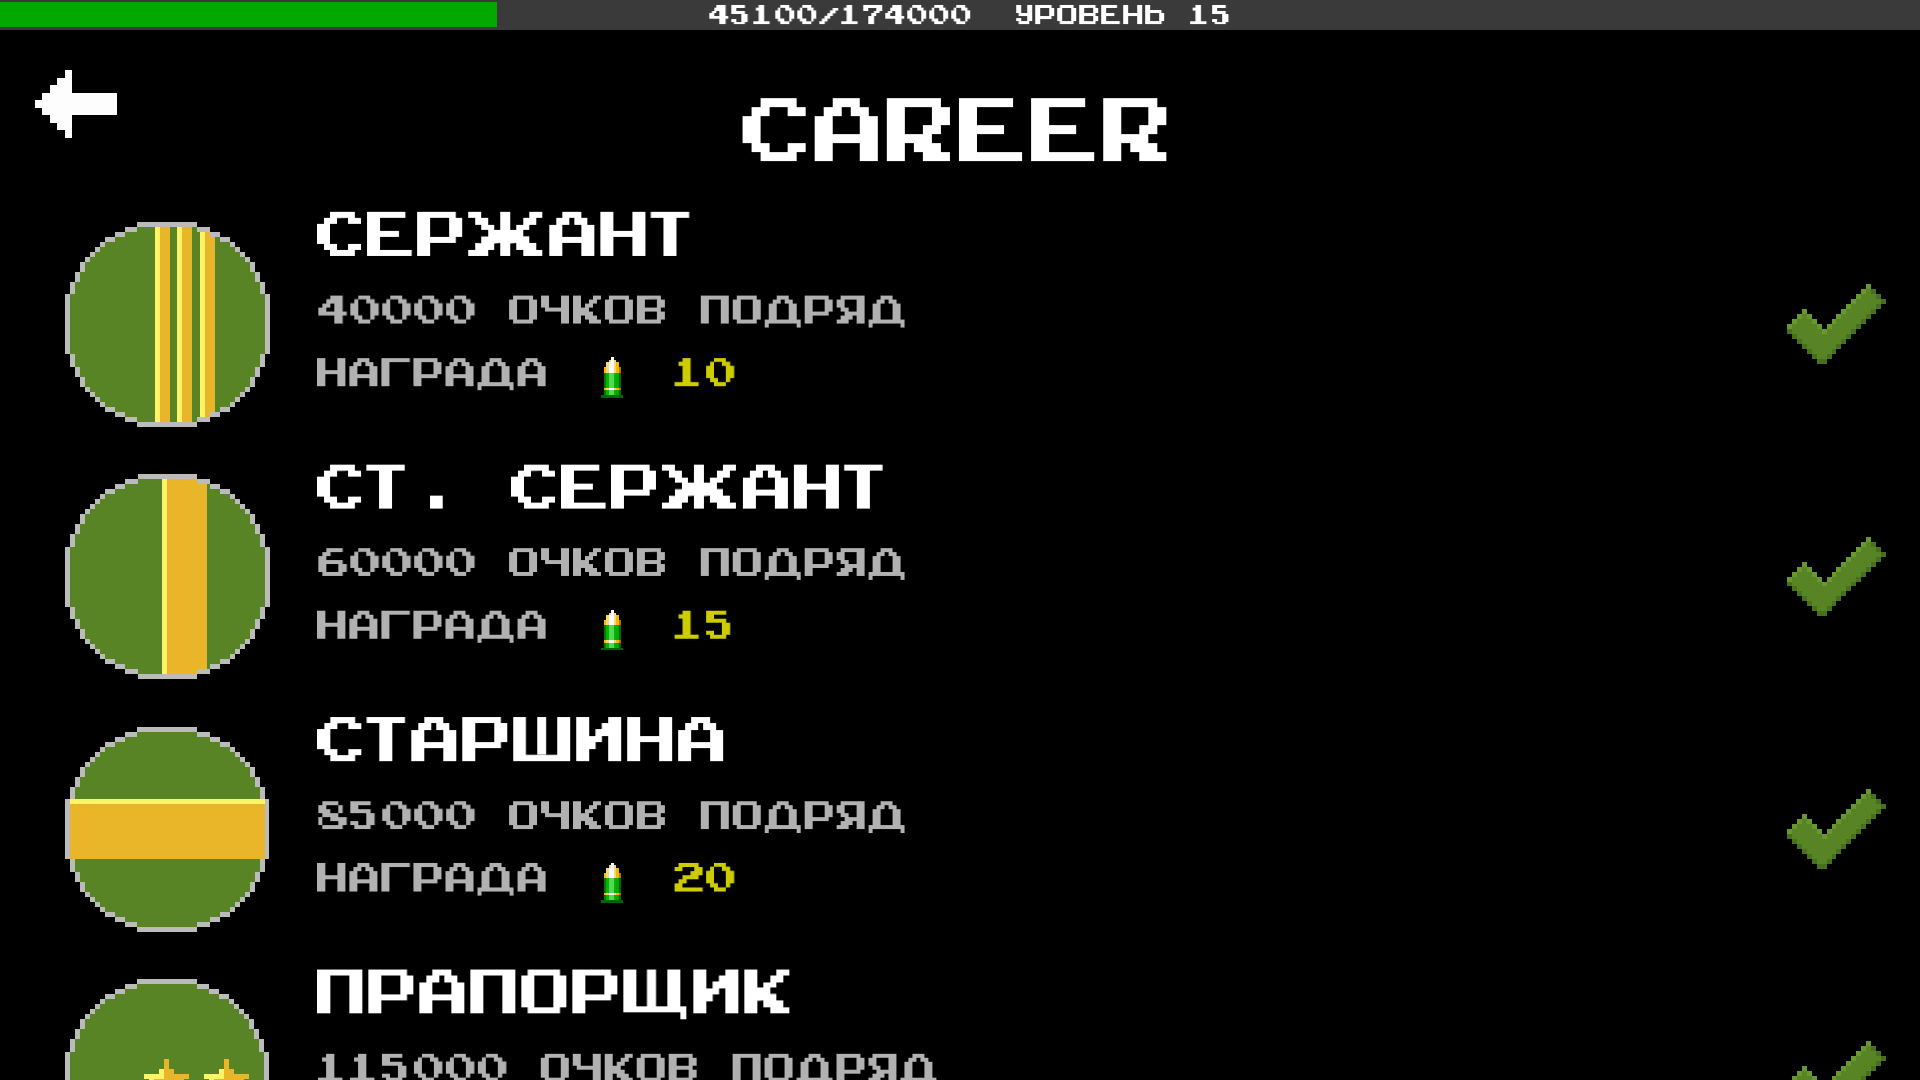 45100/174000 УРОВЕНЬ 15
CAREER
СЕРЖАНТ
40000 ОЧКОВ ПОДРЯД
НАГРАДА 10
СТ. СЕРЖАНТ
60000 ОЧКОВ ПОДРЯД
НАГРАДА 15
СТАРШИНА
85000 ОЧКОВ ПОДРЯД
НАГРАДА 20
ПРАПОРЩИК
115000 ОЧКОВ ПОДРЯД